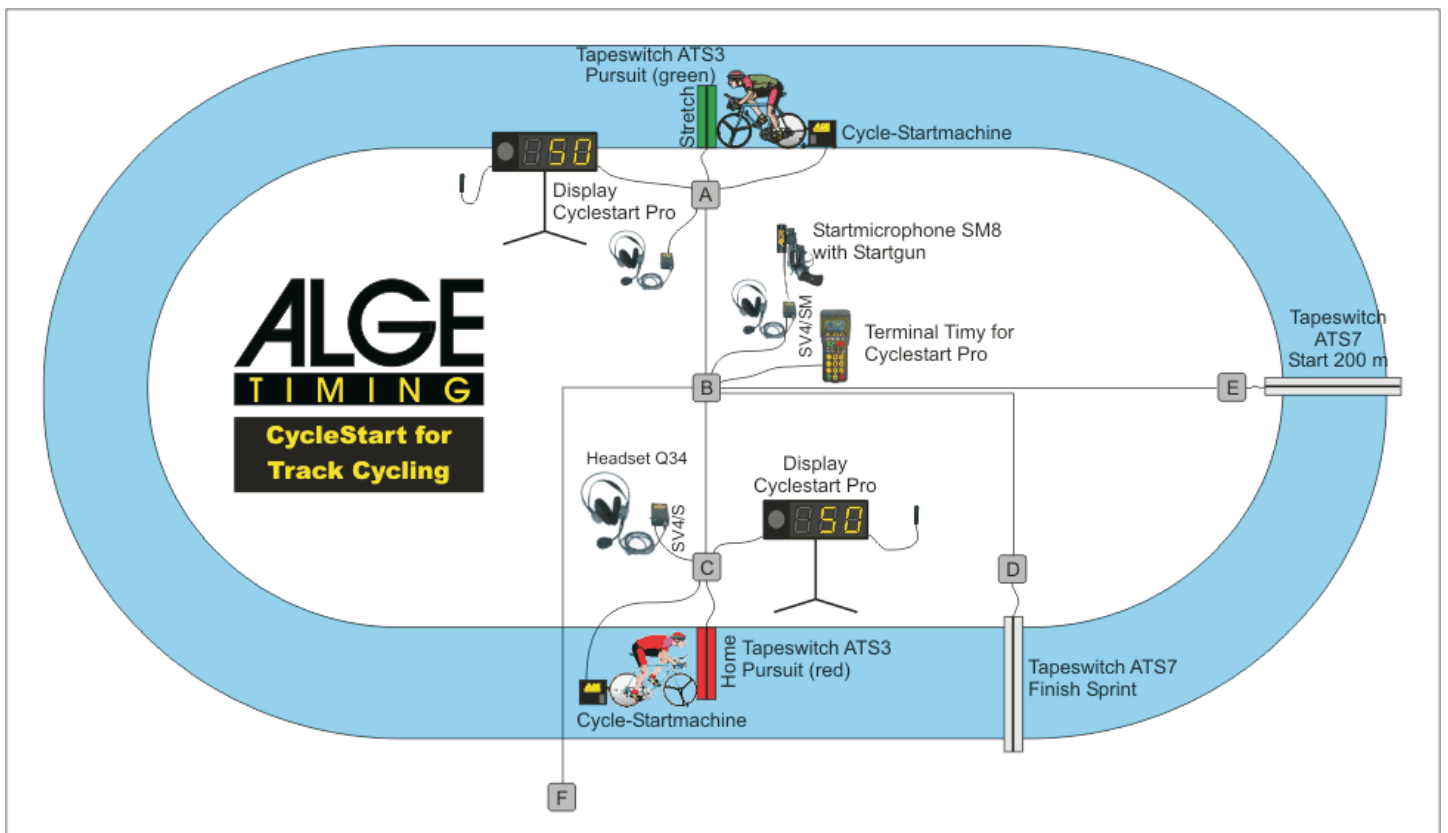 Tapeswitch ATS3
Pursuit (green)
Stretch
Cycle-Startmachine
50
Display
Cyclestart Pro
A
Startmicrophone SM8
with Startgun
SV4/SM
Terminal Timy for
Cyclestart Pro
Tapeswitch
ATS7
Start 200 m
ALGE
TIMING
CycleStart for
Track Cycling
B
E
Headset Q34
SV4/S
Display
Cyclestart Pro
50
C
D
Home
Tapeswitch ATS3
Pursuit (red)
Tapeswitch ATS7
Finish Sprint
Cycle-Startmachine
F